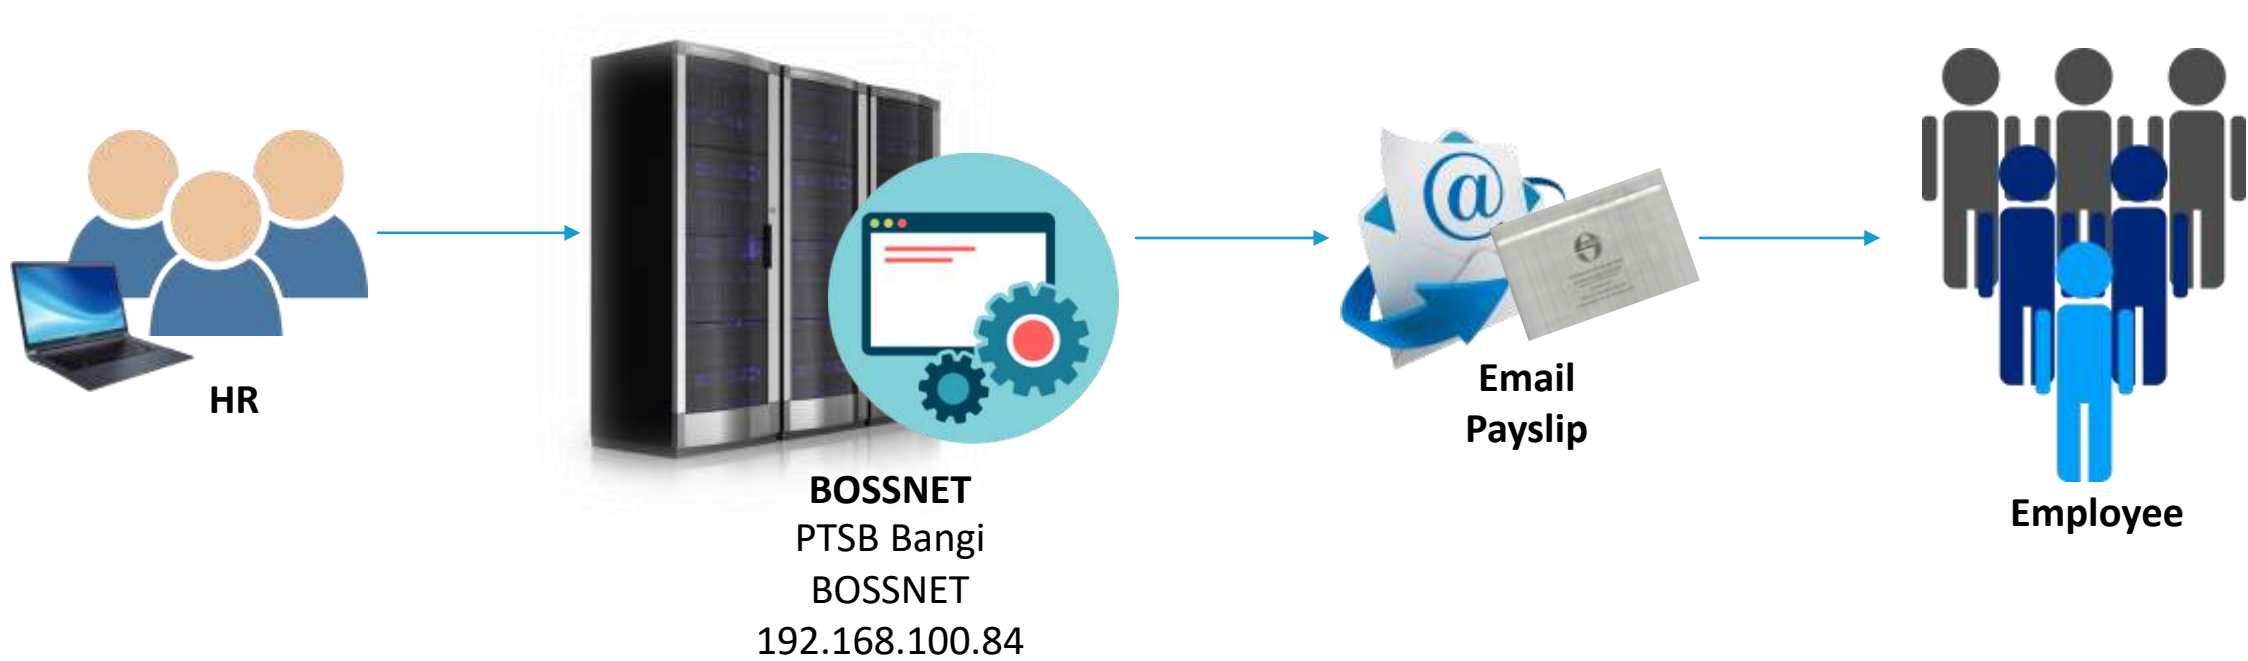 HR
BOSSNET
PTSB Bangi
BOSSNET
192.168.100.84
Email
Payslip
Employee